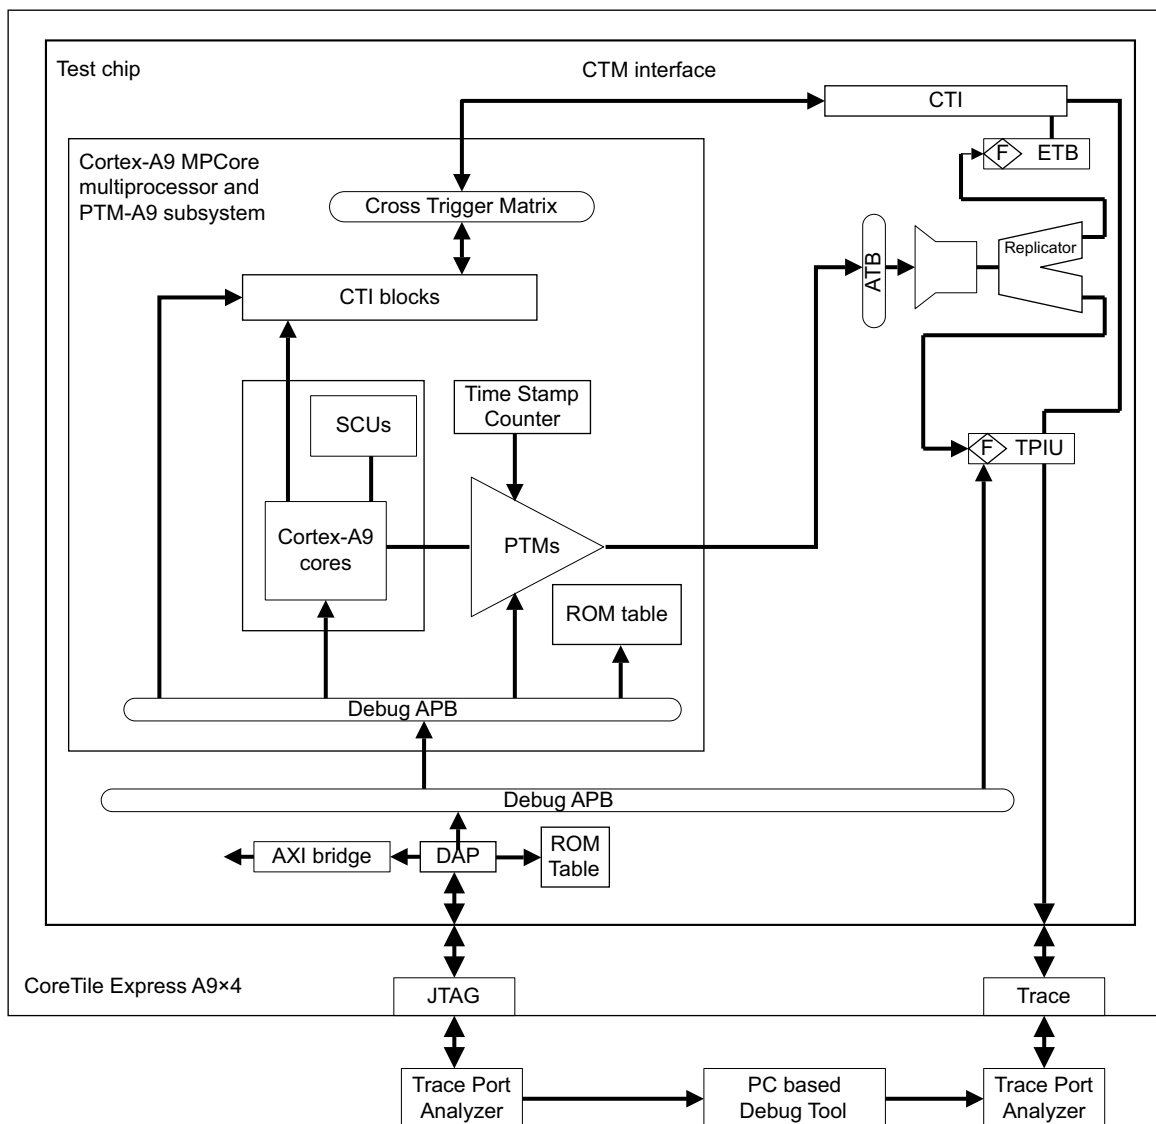 Test chip
CTM interface
CTI
F
ETB
Cortex-A9 MPCore
multiprocessor and
PTM-A9 subsystem
Cross Trigger Matrix
ATB
Replicator
CTI blocks
SCUs
Time Stamp
Counter
F
TPIU
Cortex-A9
cores
PTMs
ROM table
Debug APB
Debug APB
AXI bridge
DAP
ROM
Table
CoreTile Express A9×4
JTAG
Trace
Trace Port
Analyzer
PC based
Debug Tool
Trace Port
Analyzer